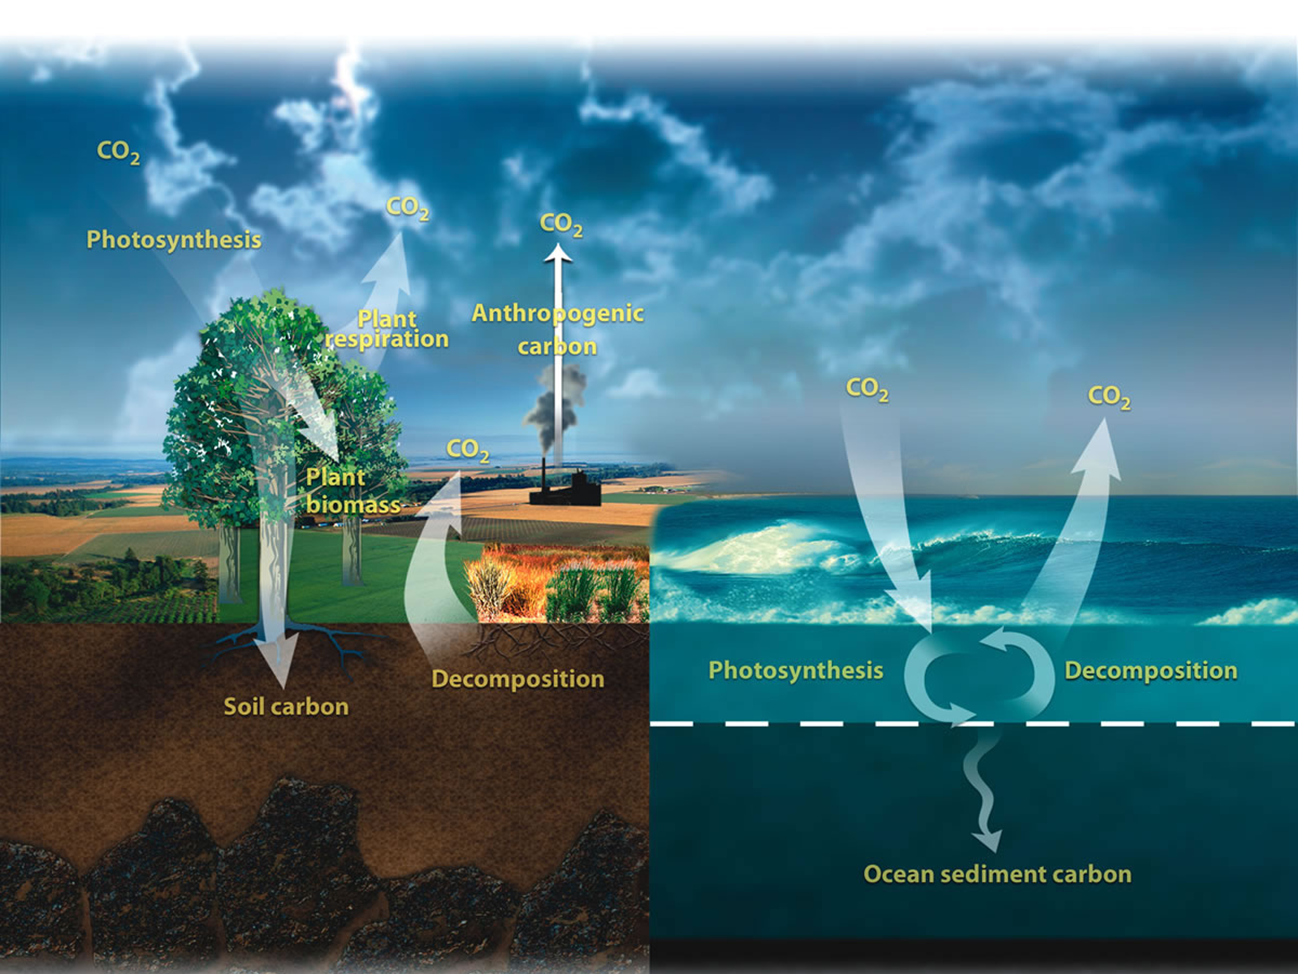 CO₂
Photosynthesis
CO₂
Plant
respiration
CO₂
Anthropogenic
carbon
CO₂
Plant
biomass
Soil carbon
Decomposition
CO₂
CO₂
Photosynthesis
Decomposition
Ocean sediment carbon